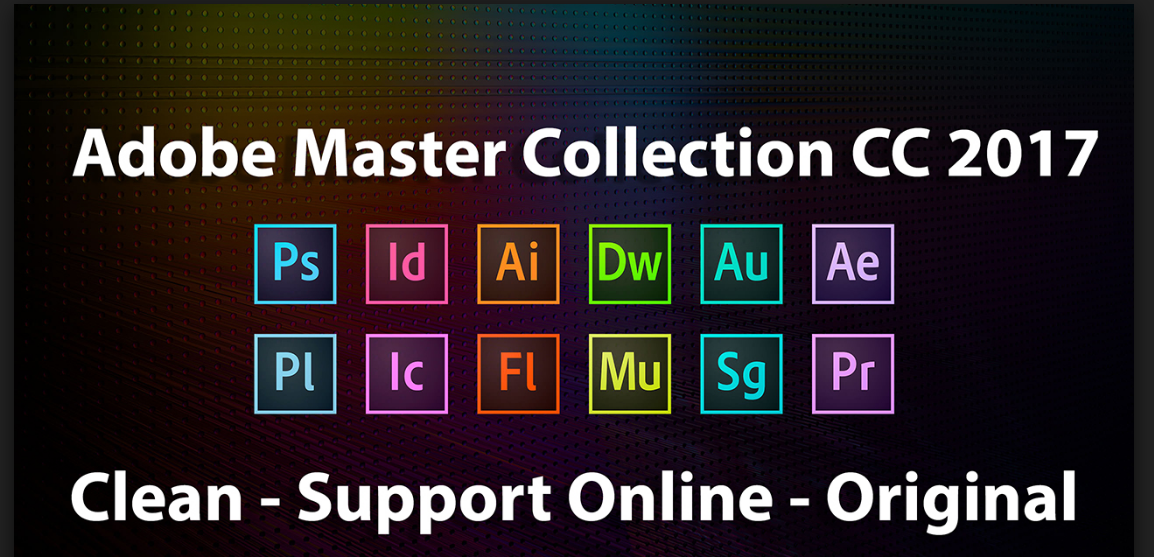 Adobe Master Collection CC 2017
Ps Id Ai Dw Au Ae
Pl Ic Fl Mu Sg Pr
Clean - Support Online - Original